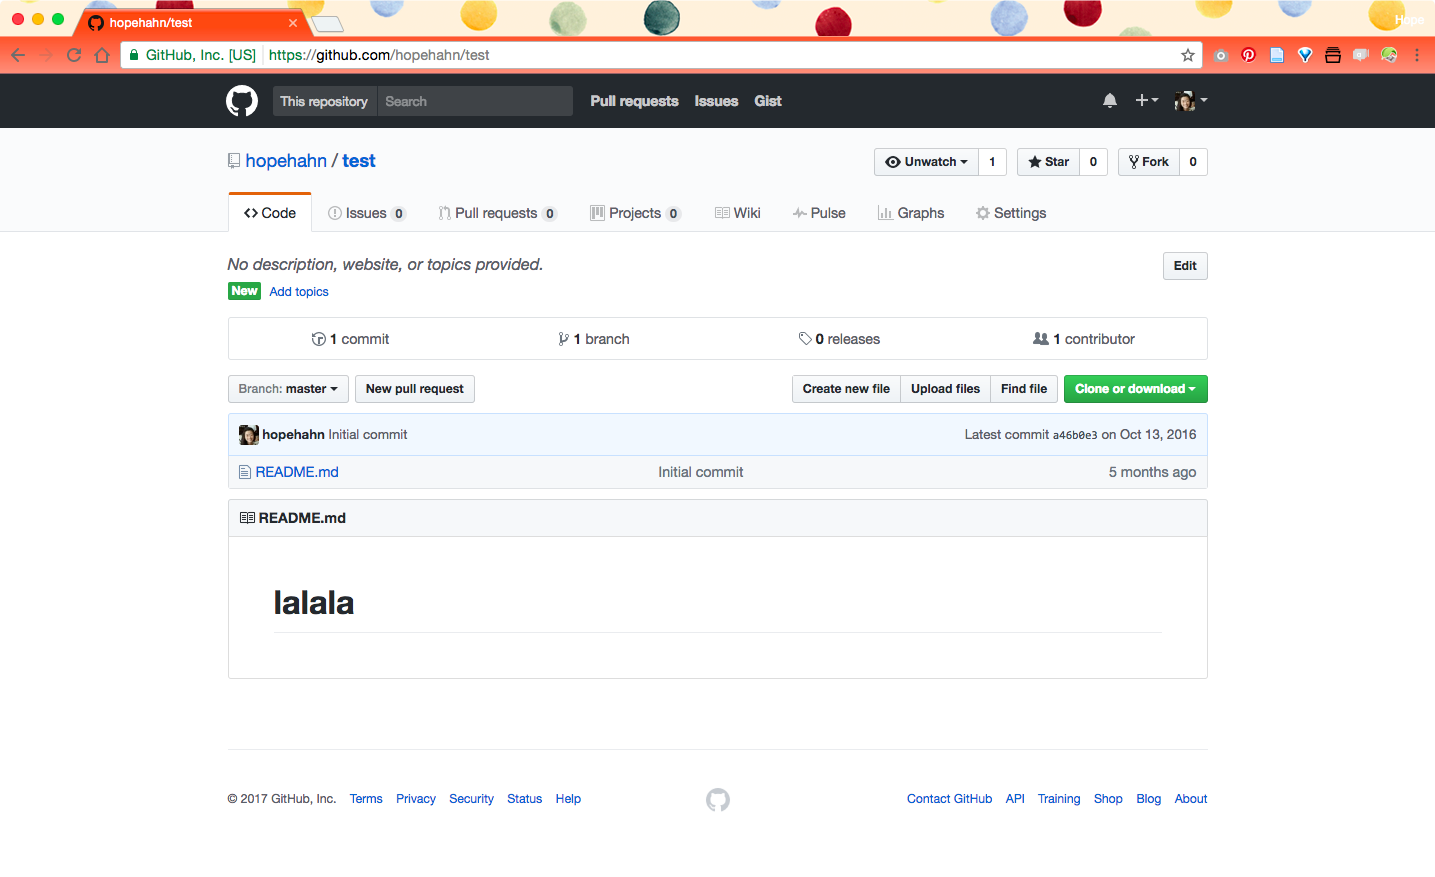 hopehahn/test
Hope
GitHub, Inc. [US] https://github.com/hopehahn/test
This repository Search Pull requests Issues Gist
hopehahn / test Unwatch 1 Star 0 Fork 0
Code Issues 0 Pull requests 0 Projects 0 Wiki Pulse Graphs Settings
No description, website, or topics provided. Edit
New Add topics
1 commit 1 branch 0 releases 1 contributor
Branch: master New pull request Create new file Upload files Find file Clone or download
hopehahn Initial commit Latest commit a46b0e3 on Oct 13, 2016
README.md Initial commit 5 months ago
README.md
lalala
© 2017 GitHub, Inc. Terms Privacy Security Status Help Contact GitHub API Training Shop Blog About